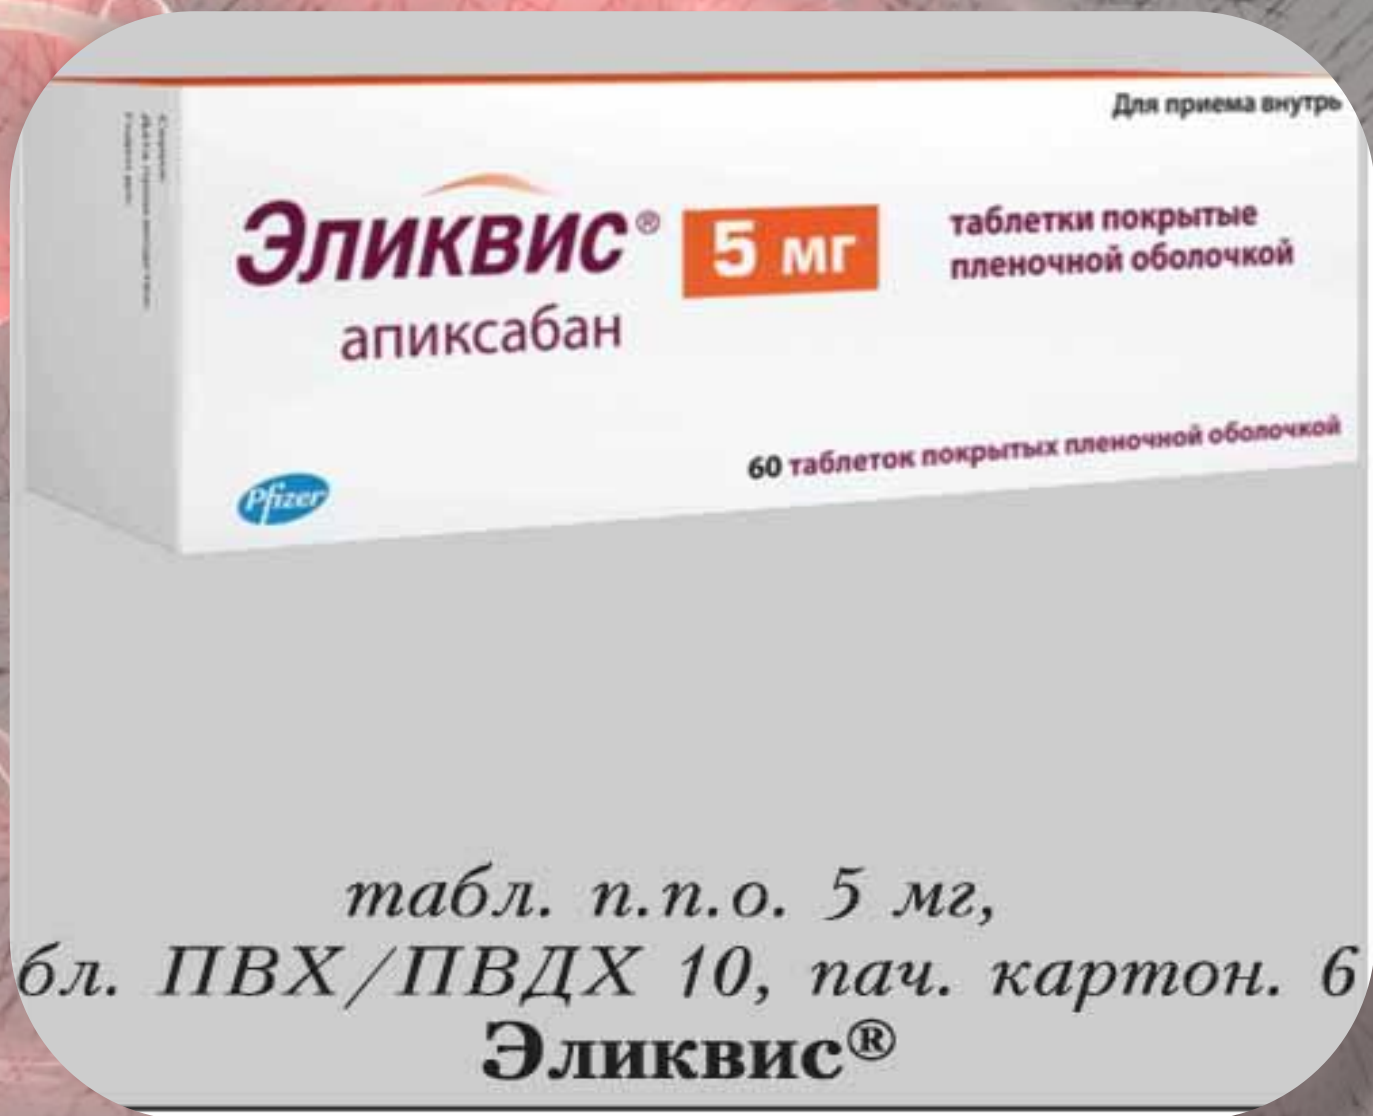 Для приема внутрь
Эликвис® 5 мг
таблетки покрытые
пленочной оболочкой
апиксабан
60 таблеток покрытых пленочной оболочкой
Pfizer
табл. п.п.о. 5 мг,
бл. ПВХ/ПВДХ 10, пач. картон. 6
Эликвис®